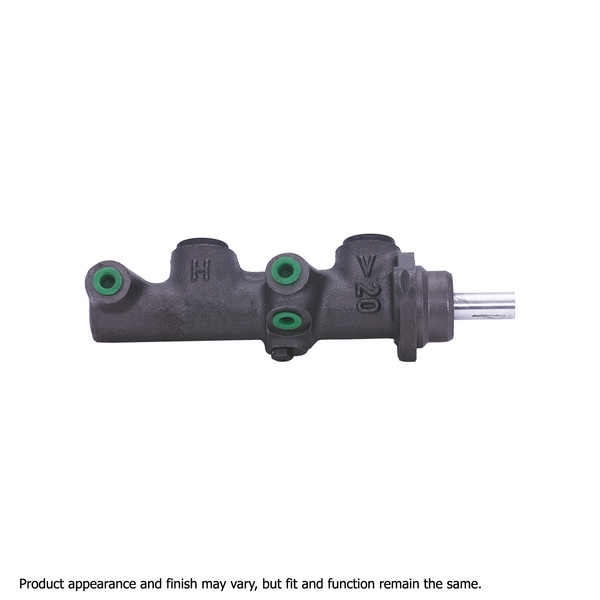 H
> 20
Product appearance and finish may vary, but fit and function remain the same.